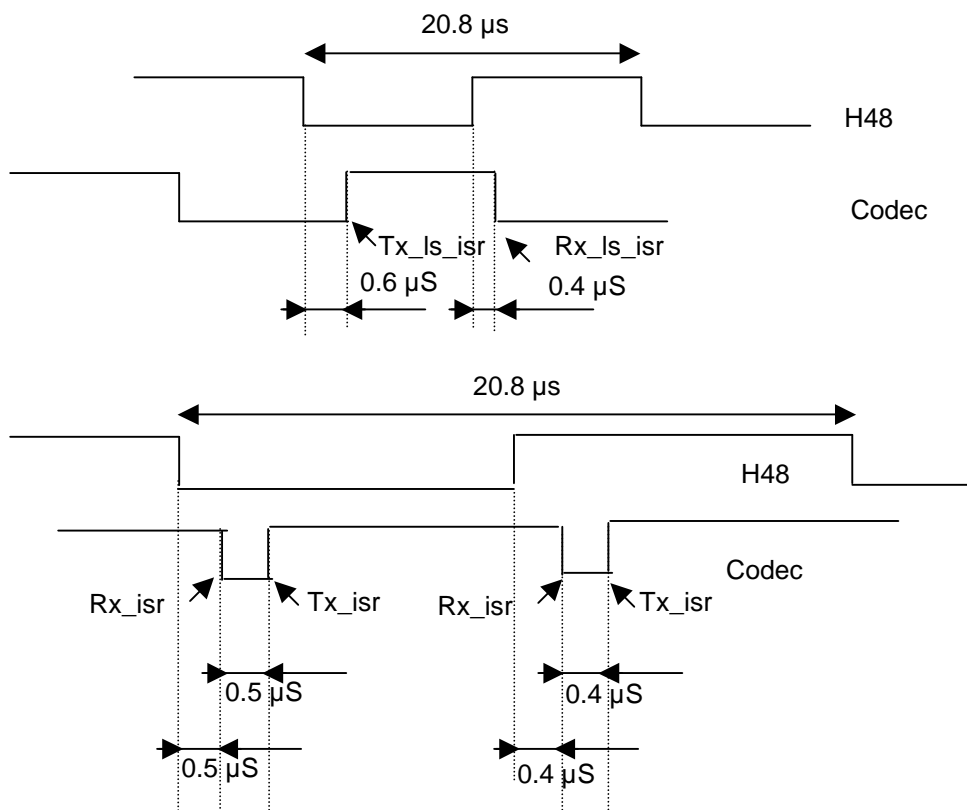 20.8 µs
H48
Codec
Tx_ls_isr
Rx_ls_isr
0.6 µS
0.4 µS
20.8 µs
H48
Codec
Rx_isr
Tx_isr
Rx_isr
Tx_isr
0.5 µS
0.4 µS
0.5 µS
0.4 µS